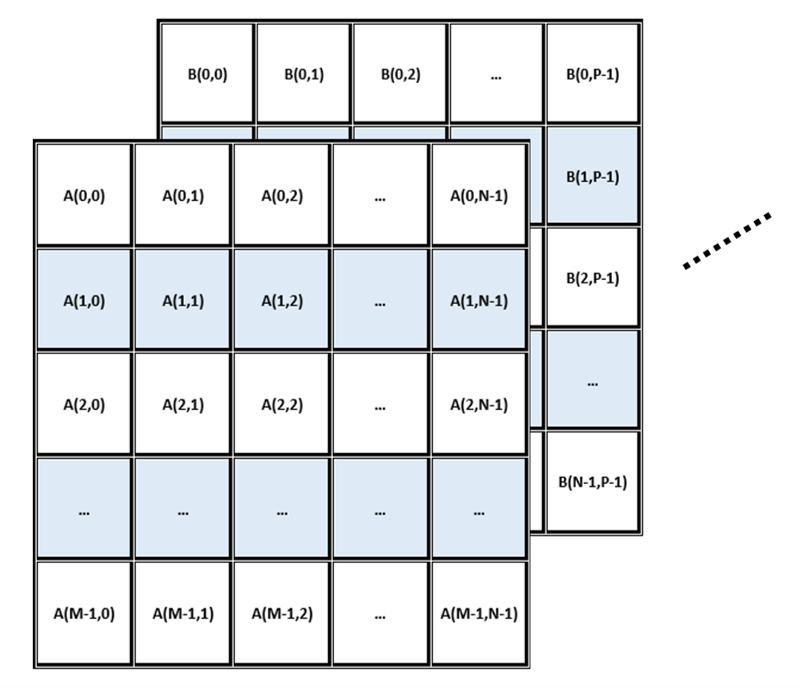 B(0,0) B(0,1) B(0,2) ... B(0,P-1)
B(1,P-1)
B(2,P-1)
...
B(N-1,P-1)
A(0,0) A(0,1) A(0,2) ... A(0,N-1)
A(1,0) A(1,1) A(1,2) ... A(1,N-1)
A(2,0) A(2,1) A(2,2) ... A(2,N-1)
... ... ... ... ...
A(M-1,0) A(M-1,1) A(M-1,2) ... A(M-1,N-1)